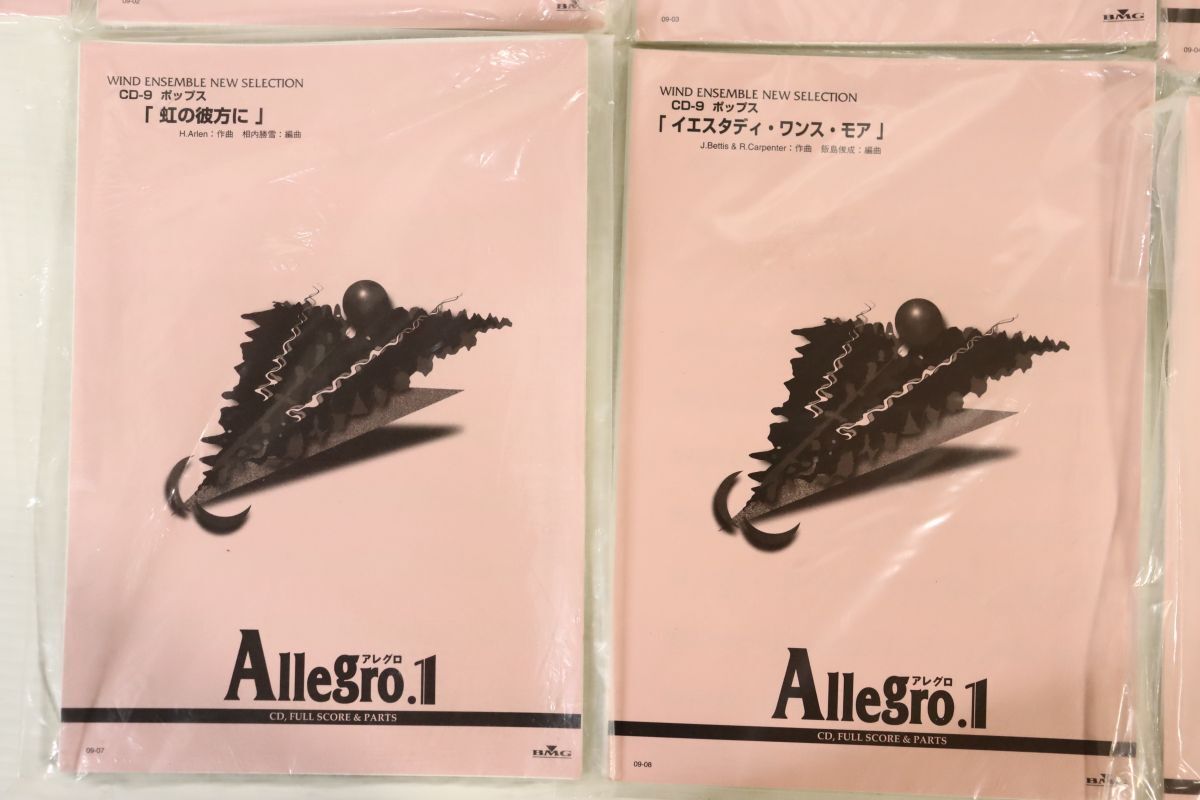 09-02
BMG
09-03
BMG
09-04
WIND ENSEMBLE NEW SELECTION
CD-9 ポップス
「 虹の彼方に 」
H.Arlen：作曲 相内勝雪：編曲
Allegro.1
アレグロ
CD, FULL SCORE & PARTS
09-07
BMG
WIND ENSEMBLE NEW SELECTION
CD-9 ポップス
「 イエスタディ・ワンス・モア 」
J.Bettis & R.Carpenter：作曲 飯島俊成：編曲
Allegro.1
アレグロ
CD, FULL SCORE & PARTS
09-08
BMG